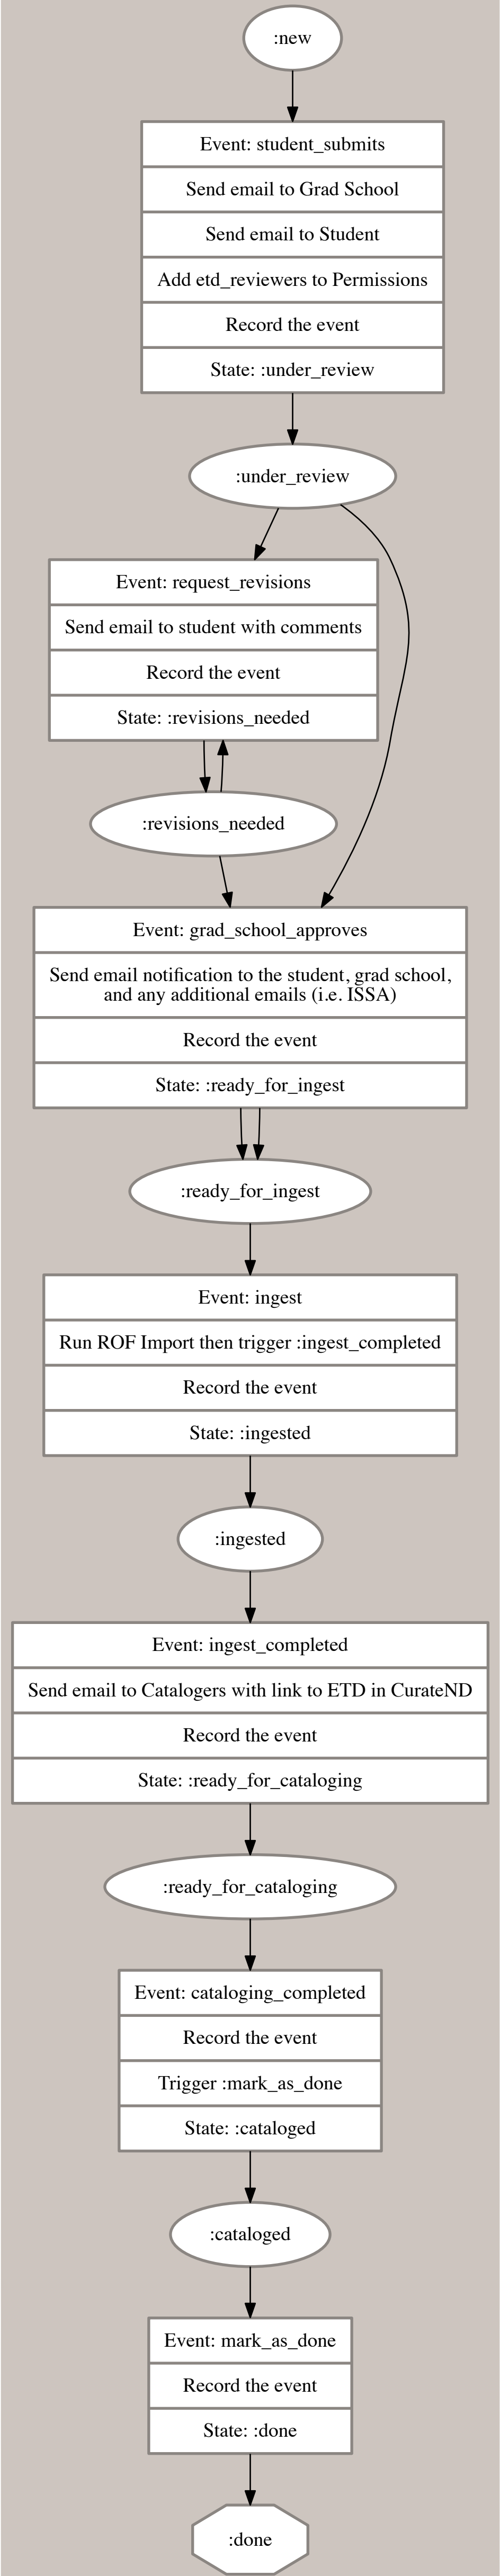 :new
Event: student_submits
Send email to Grad School
Send email to Student
Add etd_reviewers to Permissions
Record the event
State: :under_review
:under_review
Event: request_revisions
Send email to student with comments
Record the event
State: :revisions_needed
:revisions_needed
Event: grad_school_approves
Send email notification to the student, grad school,
and any additional emails (i.e. ISSA)
Record the event
State: :ready_for_ingest
:ready_for_ingest
Event: ingest
Run ROF Import then trigger :ingest_completed
Record the event
State: :ingested
:ingested
Event: ingest_completed
Send email to Catalogers with link to ETD in CurateND
Record the event
State: :ready_for_cataloging
:ready_for_cataloging
Event: cataloging_completed
Record the event
Trigger :mark_as_done
State: :cataloged
:cataloged
Event: mark_as_done
Record the event
State: :done
:done